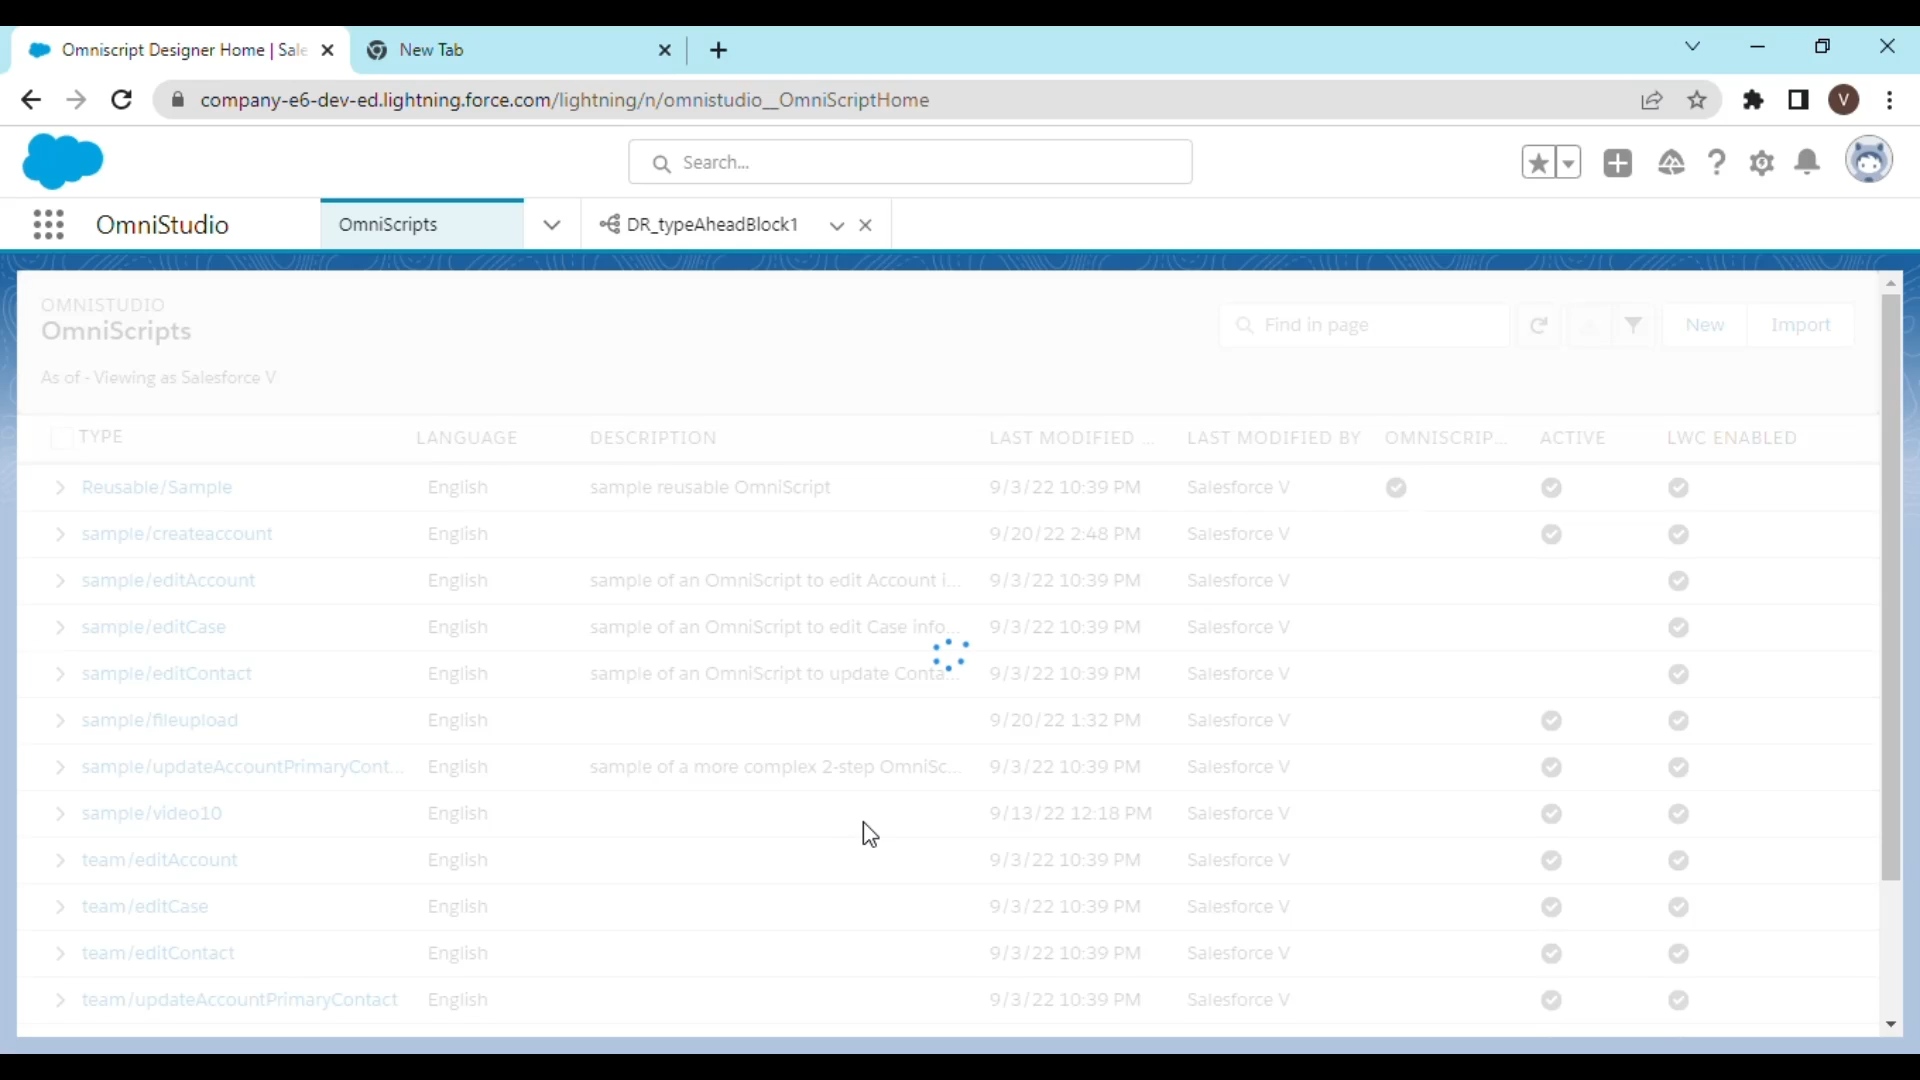 Omniscript Designer Home | Sale
New Tab
company-e6-dev-ed.lightning.force.com/lightning/n/omnistudio__OmniScriptHome
V
Search...
OmniStudio
OmniScripts
DR_typeAheadBlock1
OMNISTUDIO
OmniScripts
Find in page
New
Import
As of - Viewing as Salesforce V
TYPE LANGUAGE DESCRIPTION LAST MODIFIED ... LAST MODIFIED BY OMNISCRIP... ACTIVE LWC ENABLED
Reusable/Sample English sample reusable OmniScript 9/3/22 10:39 PM Salesforce V
sample/createaccount English 9/20/22 2:48 PM Salesforce V
sample/editAccount English sample of an OmniScript to edit Account i... 9/3/22 10:39 PM Salesforce V
sample/editCase English sample of an OmniScript to edit Case info... 9/3/22 10:39 PM Salesforce V
sample/editContact English sample of an OmniScript to update Conta... 9/3/22 10:39 PM Salesforce V
sample/fileupload English 9/20/22 1:32 PM Salesforce V
sample/updateAccountPrimaryCont... English sample of a more complex 2-step OmniSc... 9/3/22 10:39 PM Salesforce V
sample/video10 English 9/13/22 12:18 PM Salesforce V
team/editAccount English 9/3/22 10:39 PM Salesforce V
team/editCase English 9/3/22 10:39 PM Salesforce V
team/editContact English 9/3/22 10:39 PM Salesforce V
team/updateAccountPrimaryContact English 9/3/22 10:39 PM Salesforce V